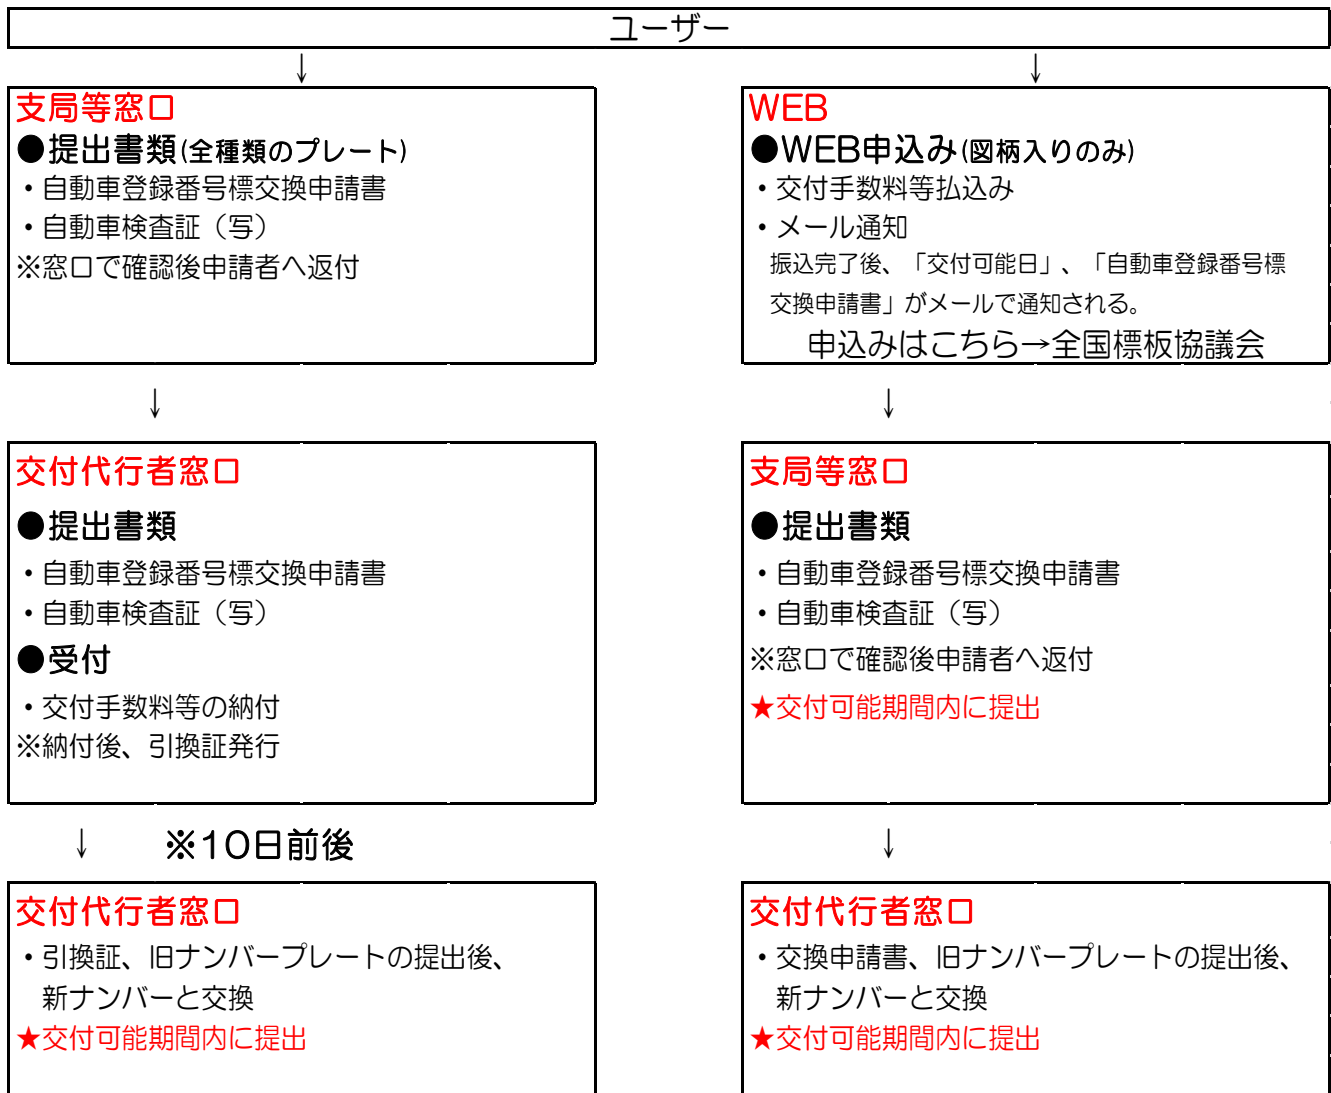 ユーザー
↓
↓
支局等窓口
●提出書類(全種類のプレート)
・自動車登録番号標交換申請書
・自動車検査証（写）
※窓口で確認後申請者へ返付
WEB
●WEB申込み(図柄入りのみ)
・交付手数料等払込み
・メール通知
振込完了後、「交付可能日」、「自動車登録番号標
交換申請書」がメールで通知される。
申込みはこちら→全国標板協議会
↓
↓
交付代行者窓口
●提出書類
・自動車登録番号標交換申請書
・自動車検査証（写）
●受付
・交付手数料等の納付
※納付後、引換証発行
支局等窓口
●提出書類
・自動車登録番号標交換申請書
・自動車検査証（写）
※窓口で確認後申請者へ返付
★交付可能期間内に提出
↓ ※10日前後
↓
交付代行者窓口
・引換証、旧ナンバープレートの提出後、
新ナンバーと交換
★交付可能期間内に提出
交付代行者窓口
・交換申請書、旧ナンバープレートの提出後、
新ナンバーと交換
★交付可能期間内に提出